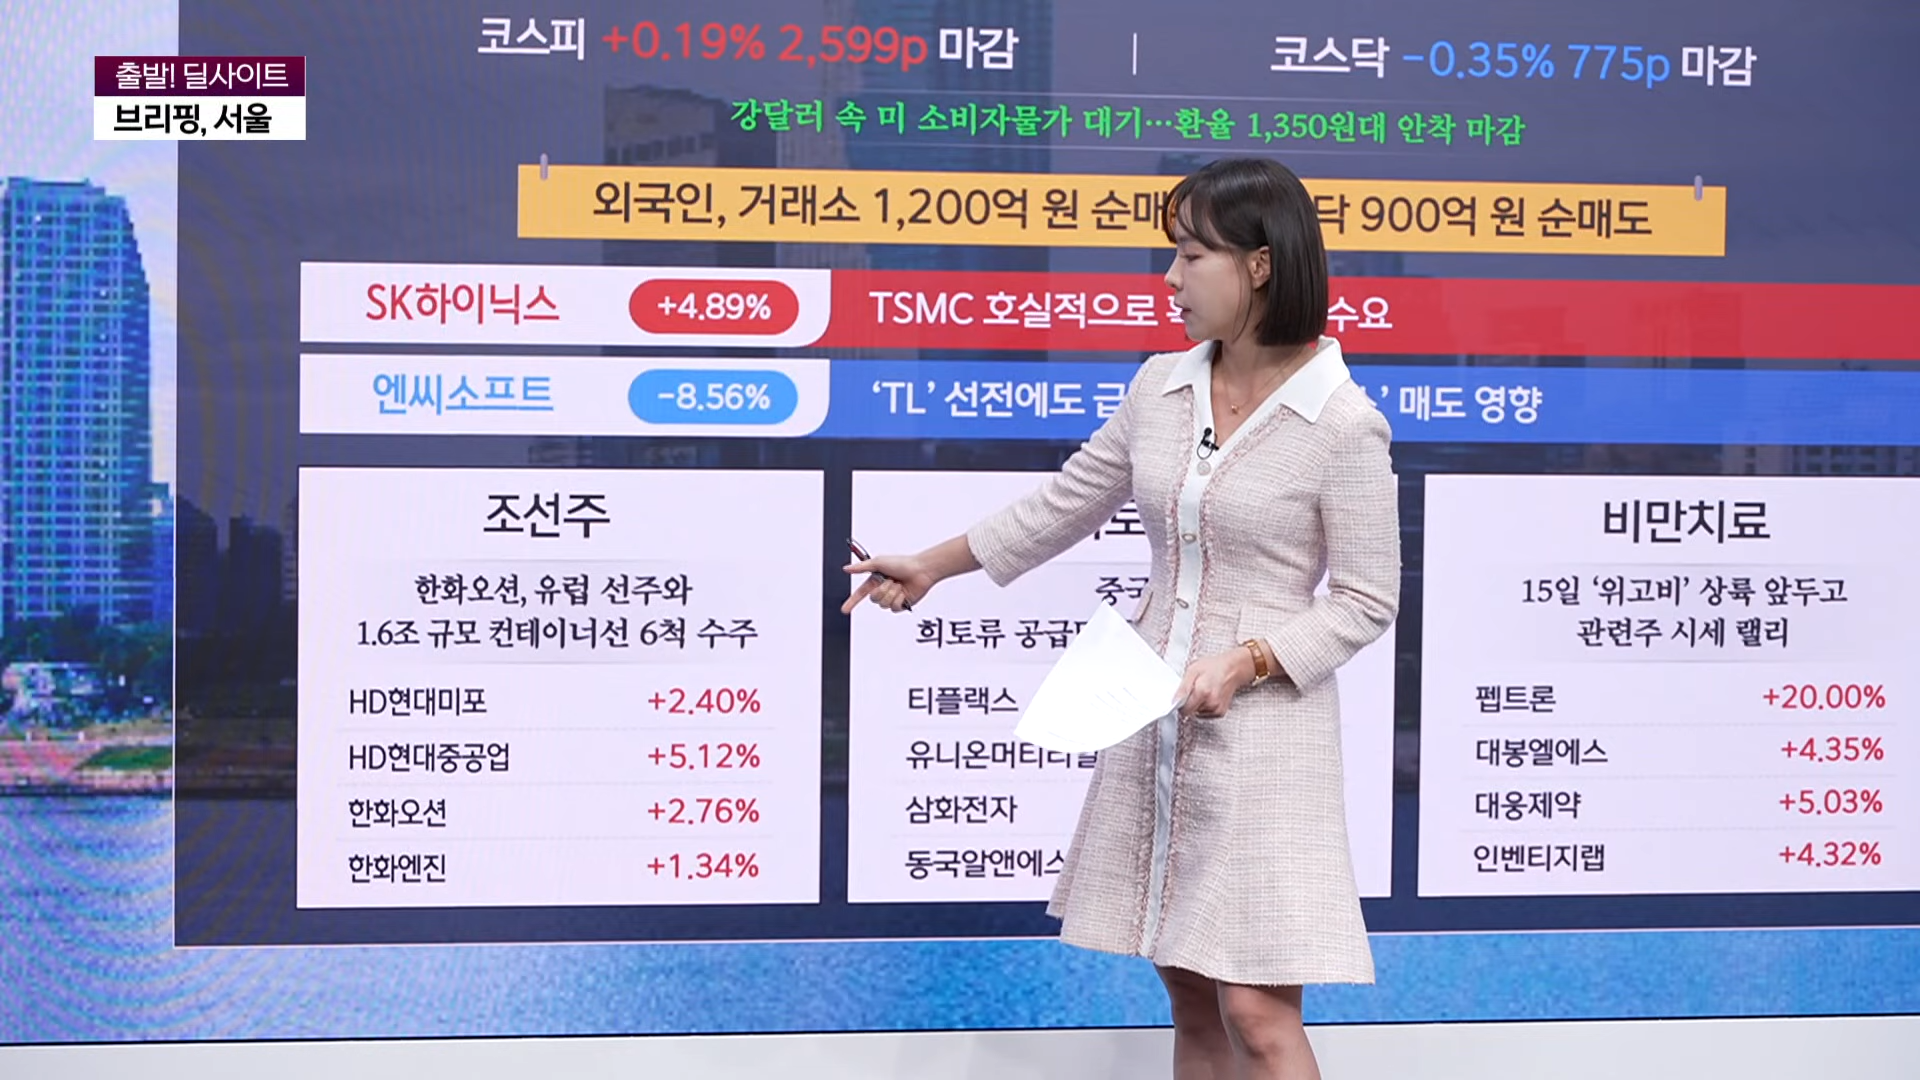 출발! 딜사이트
브리핑, 서울
코스피 +0.19% 2,599p 마감
코스닥 -0.35% 775p 마감
강달러 속 미 소비자물가 대기…환율 1,350원대 안착 마감
외국인, 거래소 1,200억 원 900억 원 순매도
SK하이닉스 +4.89% TSMC 호실적으로 수요
엔씨소프트 -8.56% ‘TL’ 선전에도 매도 영향
조선주
한화오션, 유럽 선주와
1.6조 규모 컨테이너선 6척 수주
HD현대미포 +2.40%
HD현대중공업 +5.12%
한화오션 +2.76%
한화엔진 +1.34%
희토류
티플랙스
유니온머티리얼
삼화전자
동국알앤에스
비만치료
15일 ‘위고비’ 상륙 앞두고
관련주 시세 랠리
펩트론 +20.00%
대봉엘에스 +4.35%
대웅제약 +5.03%
인벤티지랩 +4.32%